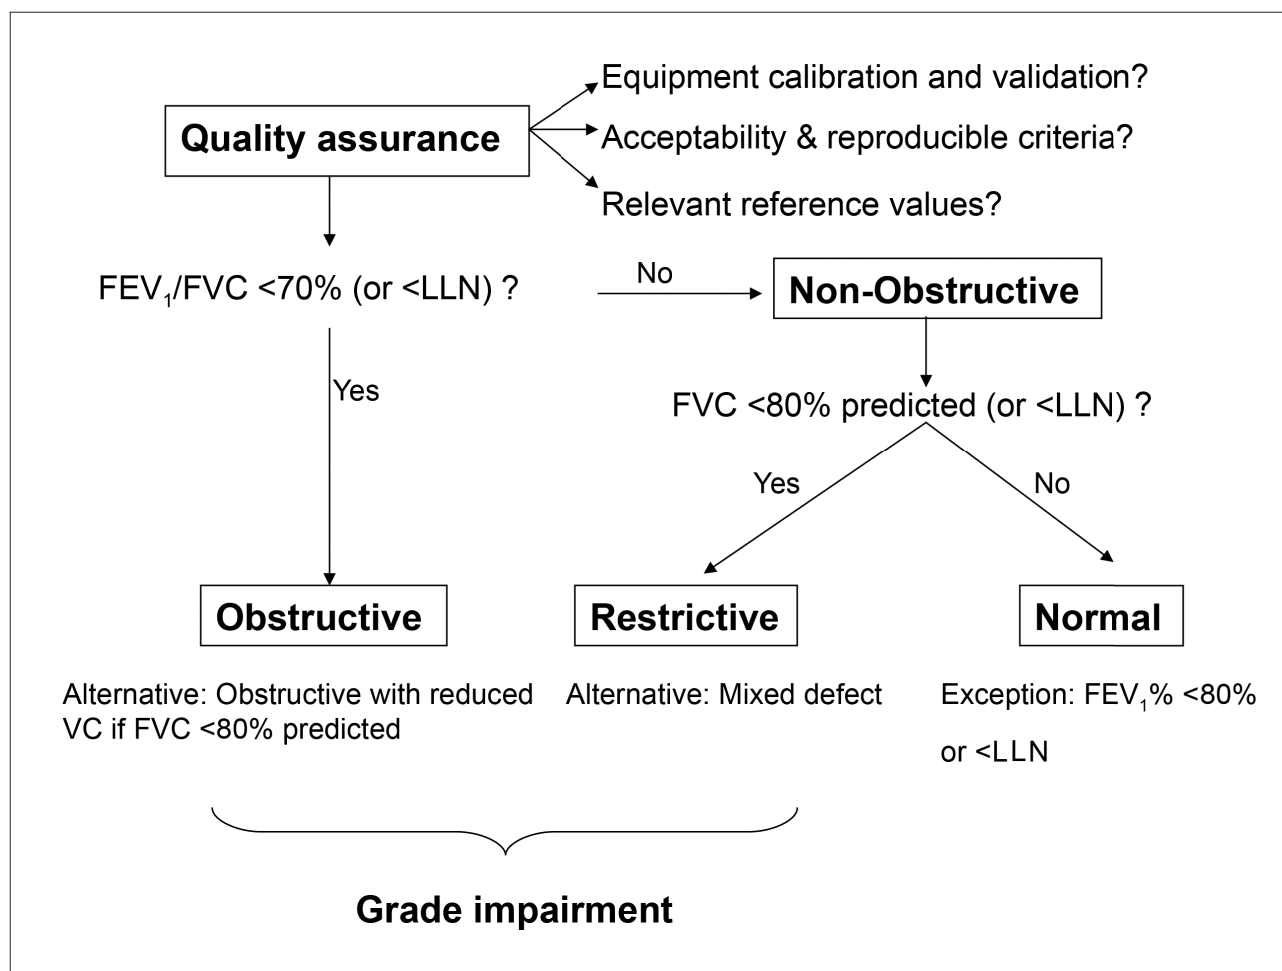 Equipment calibration and validation?
Quality assurance
Acceptability & reproducible criteria?
Relevant reference values?
FEV₁/FVC <70% (or <LLN) ?
No
Non-Obstructive
Yes
FVC <80% predicted (or <LLN) ?
Yes
No
Obstructive
Restrictive
Normal
Alternative: Obstructive with reduced
VC if FVC <80% predicted
Alternative: Mixed defect
Exception: FEV₁% <80%
or <LLN
Grade impairment